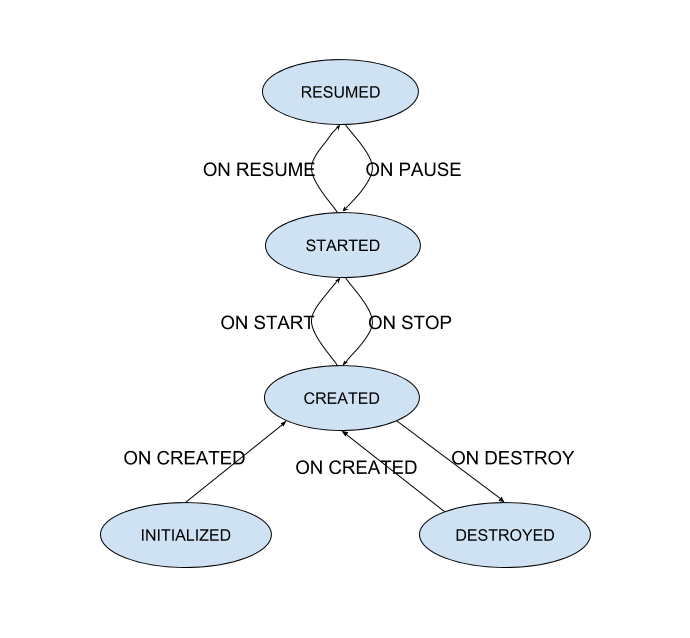 RESUMED
ON RESUME
ON PAUSE
STARTED
ON START
ON STOP
CREATED
ON CREATED
ON CREATED
ON DESTROY
INITIALIZED
DESTROYED